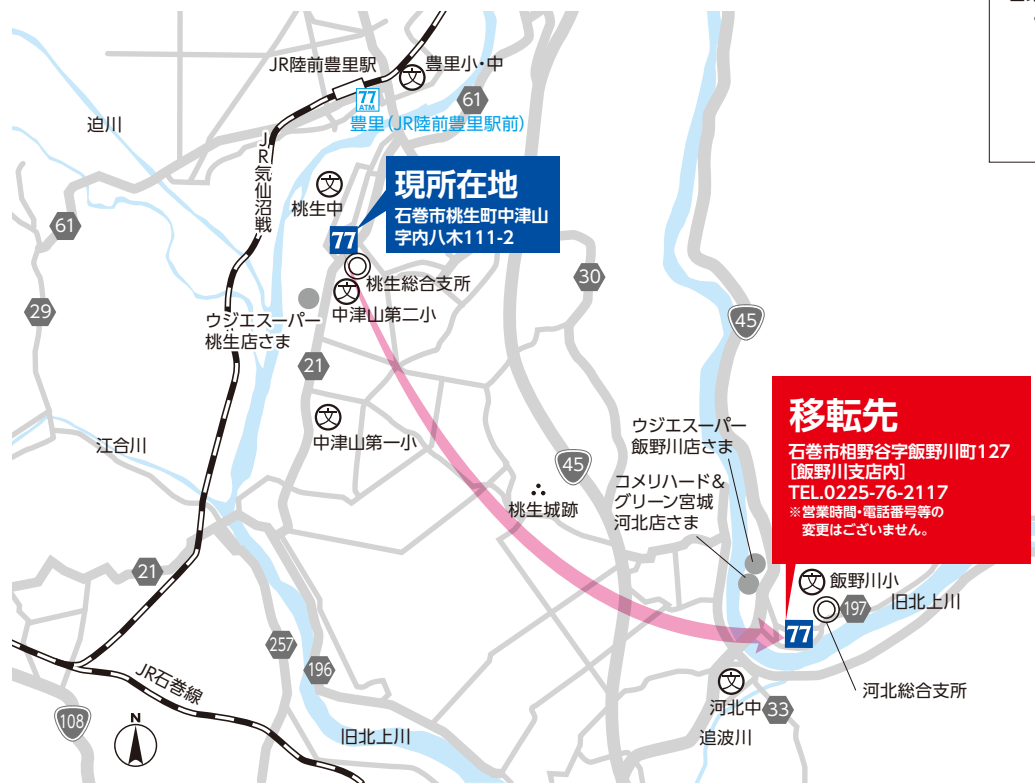 JR陸前豊里駅
豊里小・中
77
ATM
豊里(JR陸前豊里駅前)
61
迫川
JR気仙沼戦
現所在地
石巻市桃生町中津山
字内八木111-2
桃生中
77
61
桃生総合支所
30
29
中津山第二小
ウジエスーパー
桃生店さま
45
21
移転先
石巻市相野谷字飯野川町127
[飯野川支店内]
TEL.0225-76-2117
※営業時間・電話番号等の
変更はございません。
中津山第一小
ウジエスーパー
飯野川店さま
江合川
45
コメリハード&
グリーン宮城
河北店さま
桃生城跡
21
飯野川小
197
旧北上川
77
257
196
JR石巻線
河北総合支所
河北中
33
108
N
旧北上川
追波川
文
文
文
文
文
文